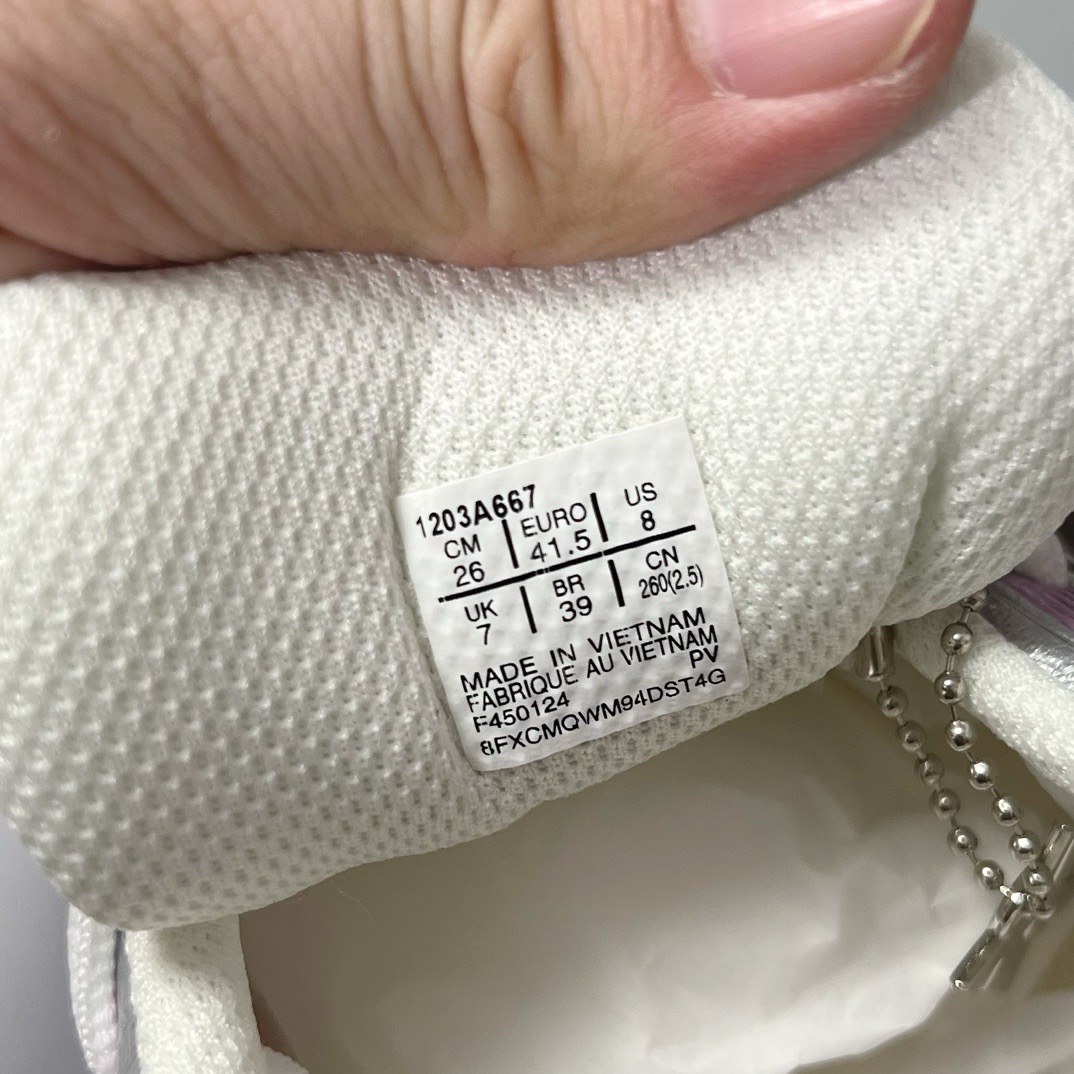 1203A667
CM EURO US
26 41.5 8
UK BR CN
7 39 260(2.5)
MADE IN VIETNAM
FABRIQUE AU VIETNAM
PV
F450124
8FXCMQWM94DST4G